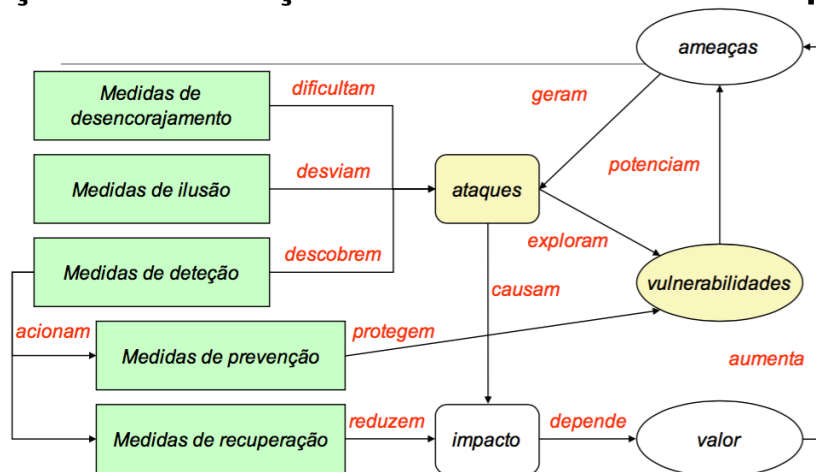 ameaças
Medidas de
desencorajamento
dificultam
geram
Medidas de ilusão
desviam
ataques
potenciam
exploram
Medidas de deteção
descobrem
vulnerabilidades
causam
acionam
Medidas de prevenção
protegem
aumenta
Medidas de recuperação
reduzem
impacto
depende
valor